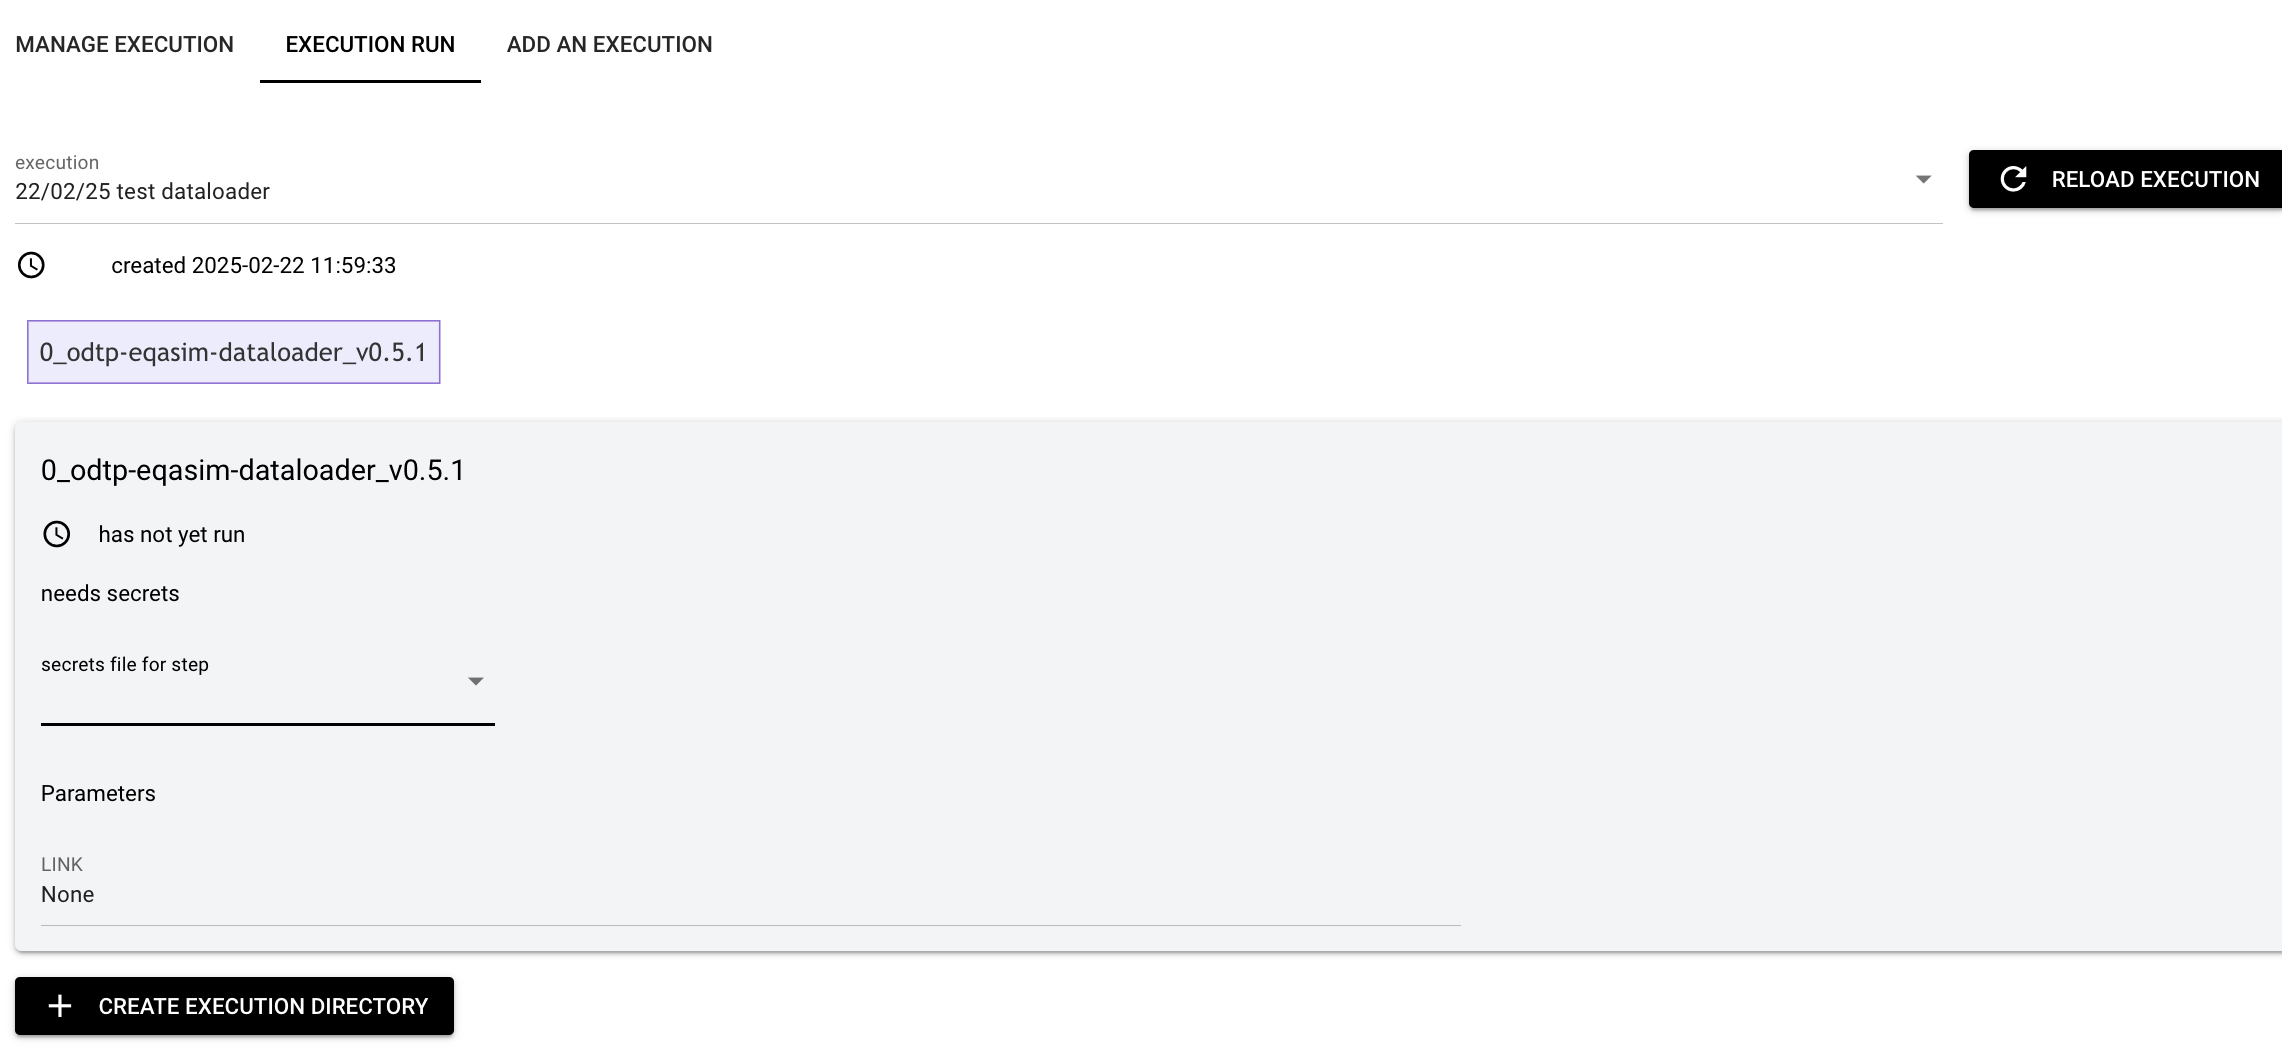 MANAGE EXECUTION EXECUTION RUN ADD AN EXECUTION
execution
22/02/25 test dataloader
RELOAD EXECUTION
created 2025-02-22 11:59:33
0_odtp-eqasim-dataloader_v0.5.1
0_odtp-eqasim-dataloader_v0.5.1
has not yet run
needs secrets
secrets file for step
Parameters
LINK
None
CREATE EXECUTION DIRECTORY